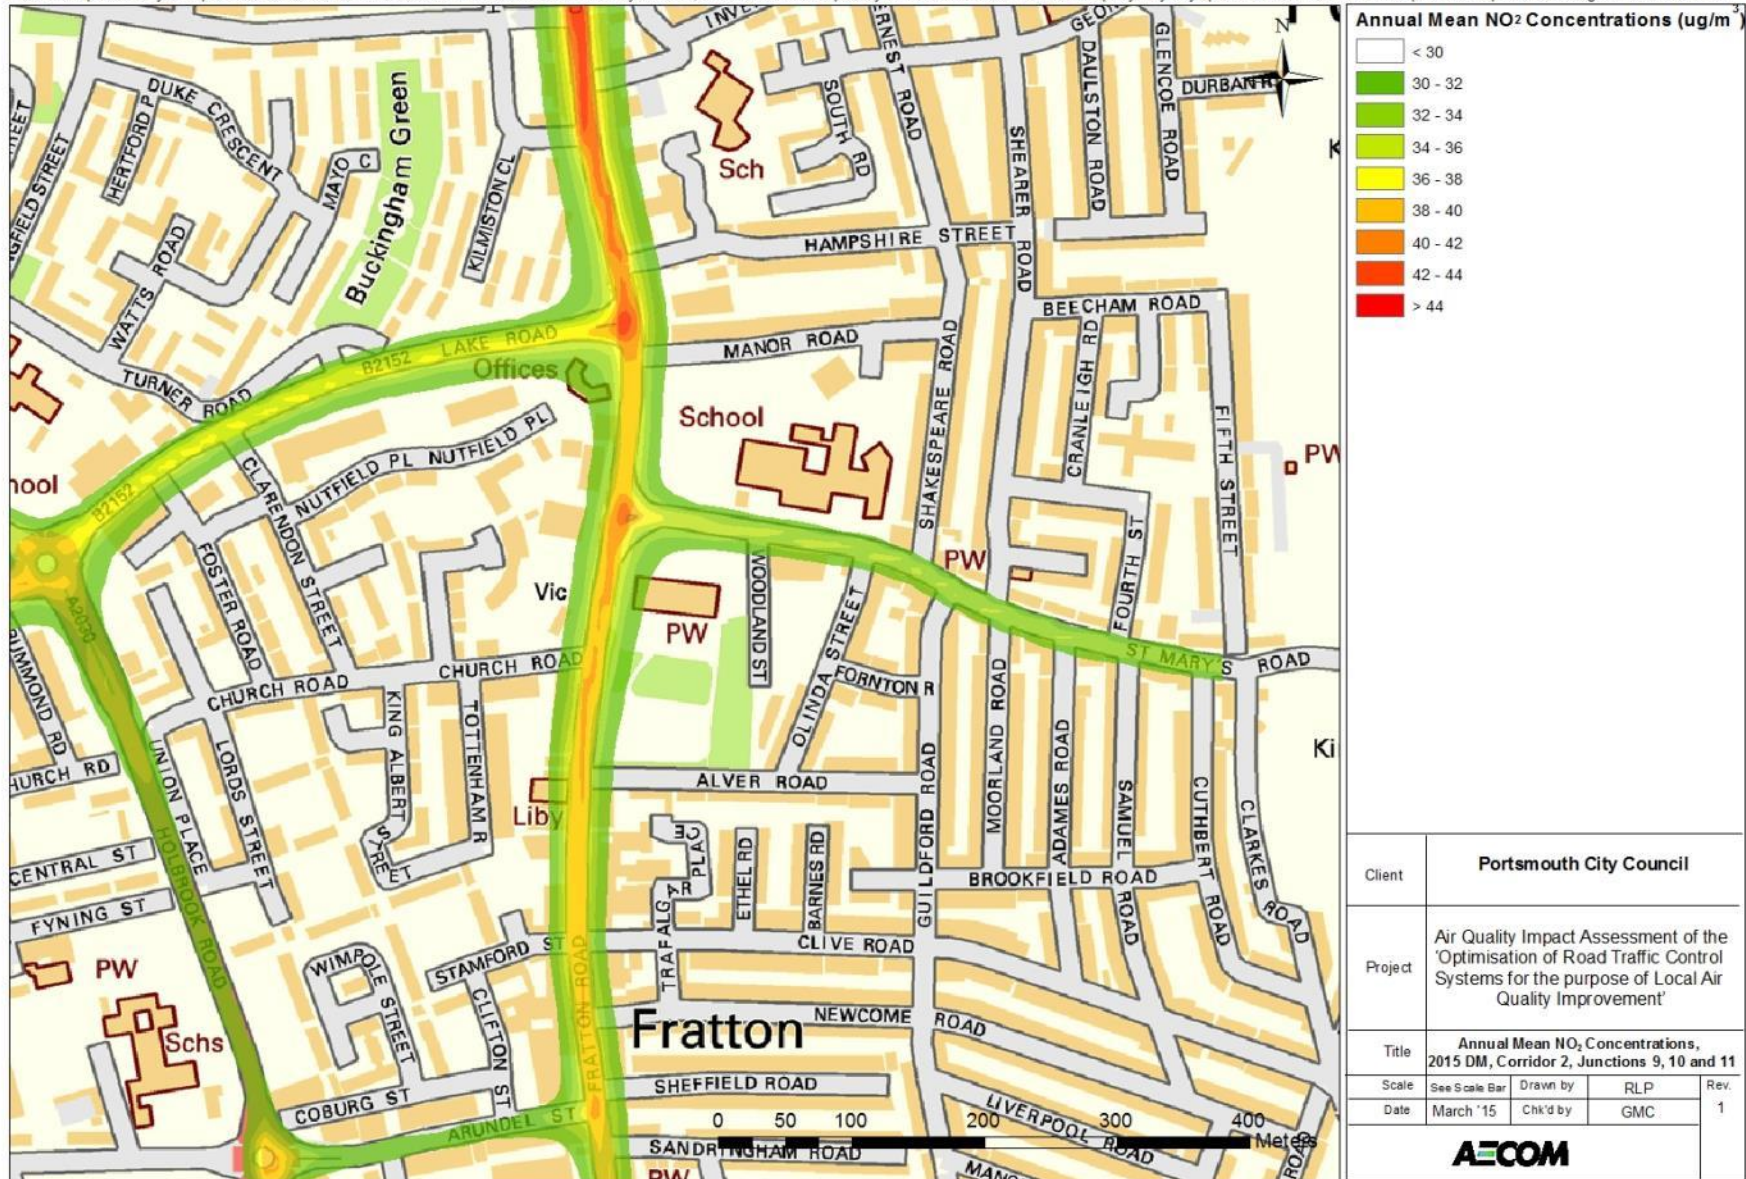 Annual Mean NO2 Concentrations (ug/m3)
< 30
30 - 32
32 - 34
34 - 36
36 - 38
38 - 40
40 - 42
42 - 44
> 44
N
DURBAN R
GLENCOE ROAD
DAULSTON ROAD
SHEARER ROAD
SOUTH RD
Sch
HAMPSHIRE STREET
DUKE CRESCENT
HERTFORD P
MAYO C
Buckingham Green
KILMISTON CL
WATTS ROAD
TURNER ROAD
B2152 LAKE ROAD
Offices
MANOR ROAD
BEECHAM ROAD
CRANLEIGH RD
SHAKESPEARE ROAD
FIFTH STREET
School
PW
B2152
NUTFIELD PL NUTFIELD PL
CLARENDON STREET
FOSTER ROAD
A2030
Vic
PW
WOODLAND ST
OLINDA STREET
PW
FOURTH ST
ST MARY'S ROAD
CHURCH ROAD
CHURCH ROAD
FORNTON R
KING ALBERT STREET
TOTTENHAM R
UNION PLACE
LORDS STREET
HOLBROOK ROAD
ALVER ROAD
Liby
GUILDFORD ROAD
MOORLAND ROAD
ADAMES ROAD
SAMUEL ROAD
CUTHBERT ROAD
CLARKES ROAD
Ki
CENTRAL ST
FYNING ST
ETHEL RD
BARNES RD
BROOKFIELD ROAD
CLIVE ROAD
STAMFORD ST
WIMPOLE STREET
CLIFTON ST
FRATTON ROAD
PW
Schs
Fratton
NEWCOME ROAD
SHEFFIELD ROAD
COBURG ST
ARUNDEL ST
LIVERPOOL ROAD
SANDRINGHAM ROAD
PW
0 50 100 200 300 400
Meters
Client
Portsmouth City Council
Project
Air Quality Impact Assessment of the
'Optimisation of Road Traffic Control
Systems for the purpose of Local Air
Quality Improvement'
Title
Annual Mean NO2 Concentrations,
2015 DM, Corridor 2, Junctions 9, 10 and 11
Scale See Scale Bar Drawn by RLP Rev.
Date March '15 Chk'd by GMC 1
AECOM